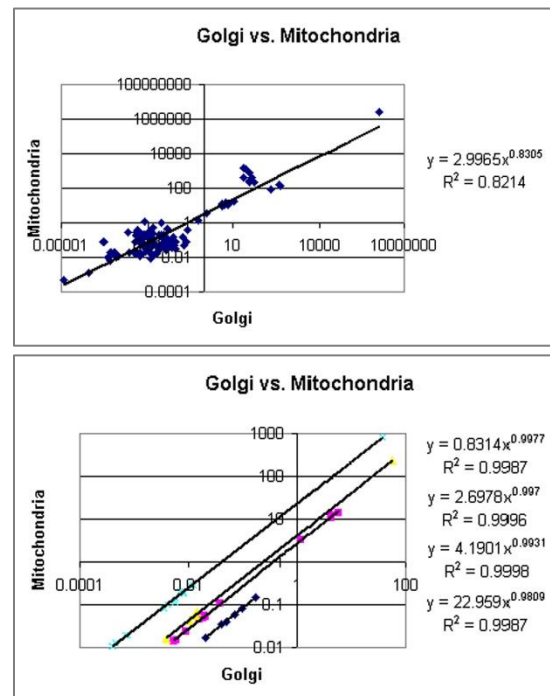 Golgi vs. Mitochondria
100000000
1000000
10000
100
1
0.01
0.0001
0.00001
10
10000
10000000
Mitochondria
Golgi
y = 2.9965x^0.8305
R² = 0.8214
Golgi vs. Mitochondria
1000
100
10
1
0.1
0.01
0.0001
0.01
1
100
Mitochondria
Golgi
y = 0.8314x^0.9977
R² = 0.9987
y = 2.6978x^0.997
R² = 0.9996
y = 4.1901x^0.9931
R² = 0.9998
y = 22.959x^0.9809
R² = 0.9987